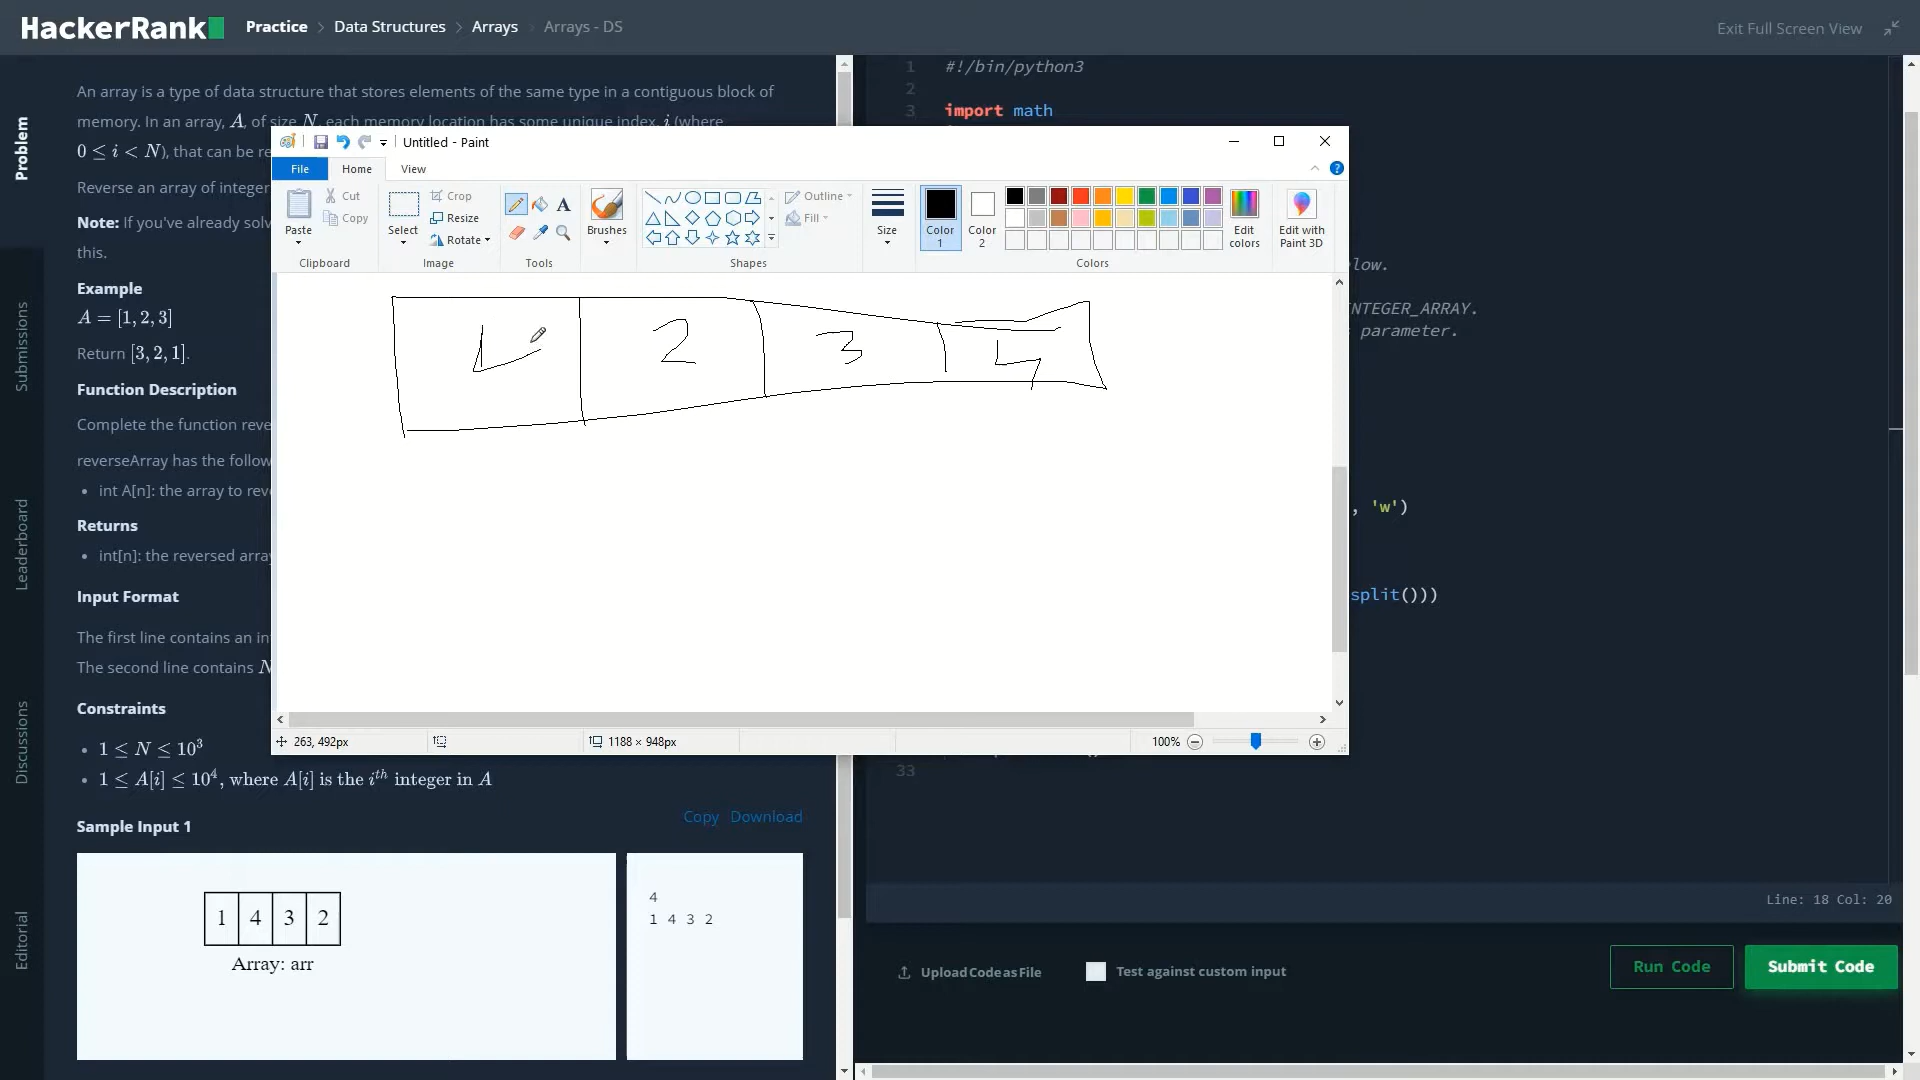 HackerRank Practice > Data Structures > Arrays > Arrays - DS
Exit Full Screen View
Problem
Submissions
Leaderboard
Discussions
Editorial
An array is a type of data structure that stores elements of the same type in a contiguous block of
memory. In an array, A, of size N, each memory location has some unique index, i (where
0 ≤ i < N), that can be re
Reverse an array of integer
Note: If you've already solv
this.
Example
A = [1, 2, 3]
Return [3, 2, 1].
Function Description
Complete the function reve
reverseArray has the follow
• int A[n]: the array to reve
Returns
• int[n]: the reversed array
Input Format
The first line contains an in
The second line contains N
Constraints
• 1 ≤ N ≤ 10³
• 1 ≤ A[i] ≤ 10⁴, where A[i] is the iᵗʰ integer in A
Sample Input 1
Copy Download
1 4 3 2
Array: arr
4
1 4 3 2
Untitled - Paint
File Home View
Paste
Cut
Copy
Clipboard
Select
Crop
Resize
Rotate
Image
A
Tools
Brushes
Outline
Fill
Shapes
Size
Color 1
Color 2
Edit colors
Edit with Paint 3D
Colors
2 3 4
263, 492px
1188 × 948px
100%
1 #!/bin/python3
2
3 import math
low.
INTEGER_ARRAY.
parameter.
, 'w')
split()))
33
Line: 18 Col: 20
Upload Code as File
Test against custom input
Run Code
Submit Code